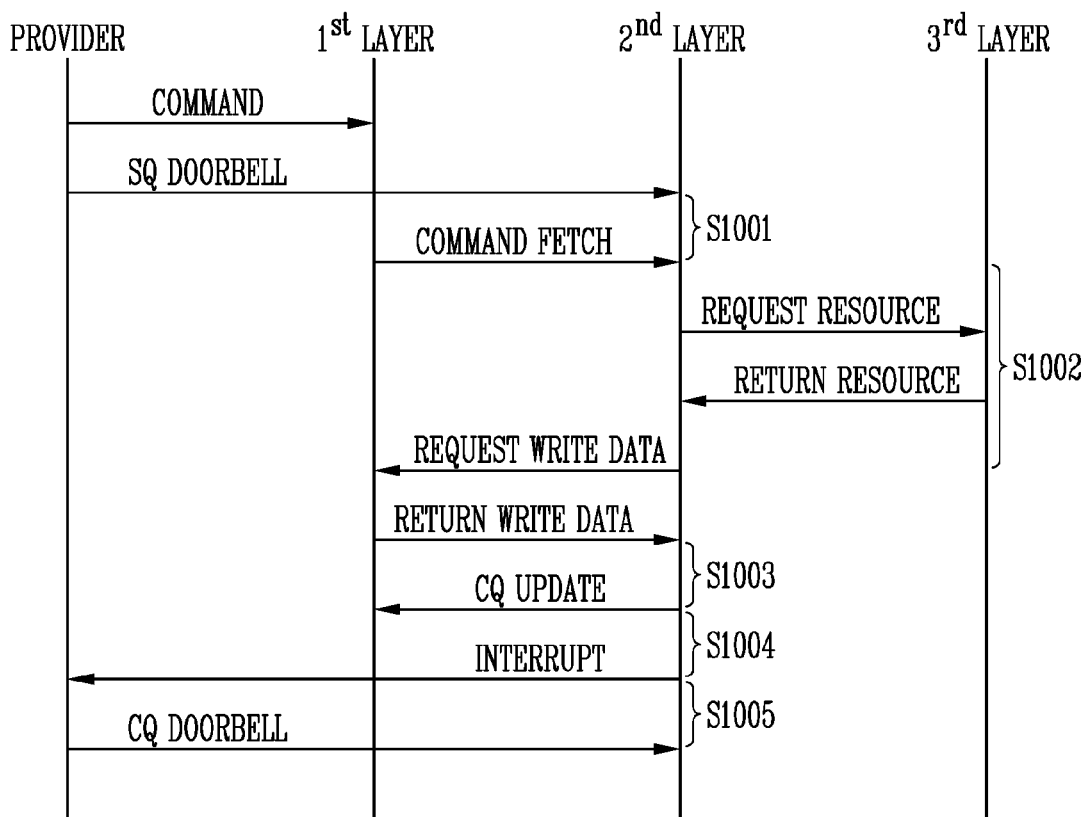 PROVIDER 1st LAYER 2nd LAYER 3rd LAYER
COMMAND
SQ DOORBELL
S1001
COMMAND FETCH
REQUEST RESOURCE
S1002
RETURN RESOURCE
REQUEST WRITE DATA
RETURN WRITE DATA
S1003
CQ UPDATE
S1004
INTERRUPT
S1005
CQ DOORBELL